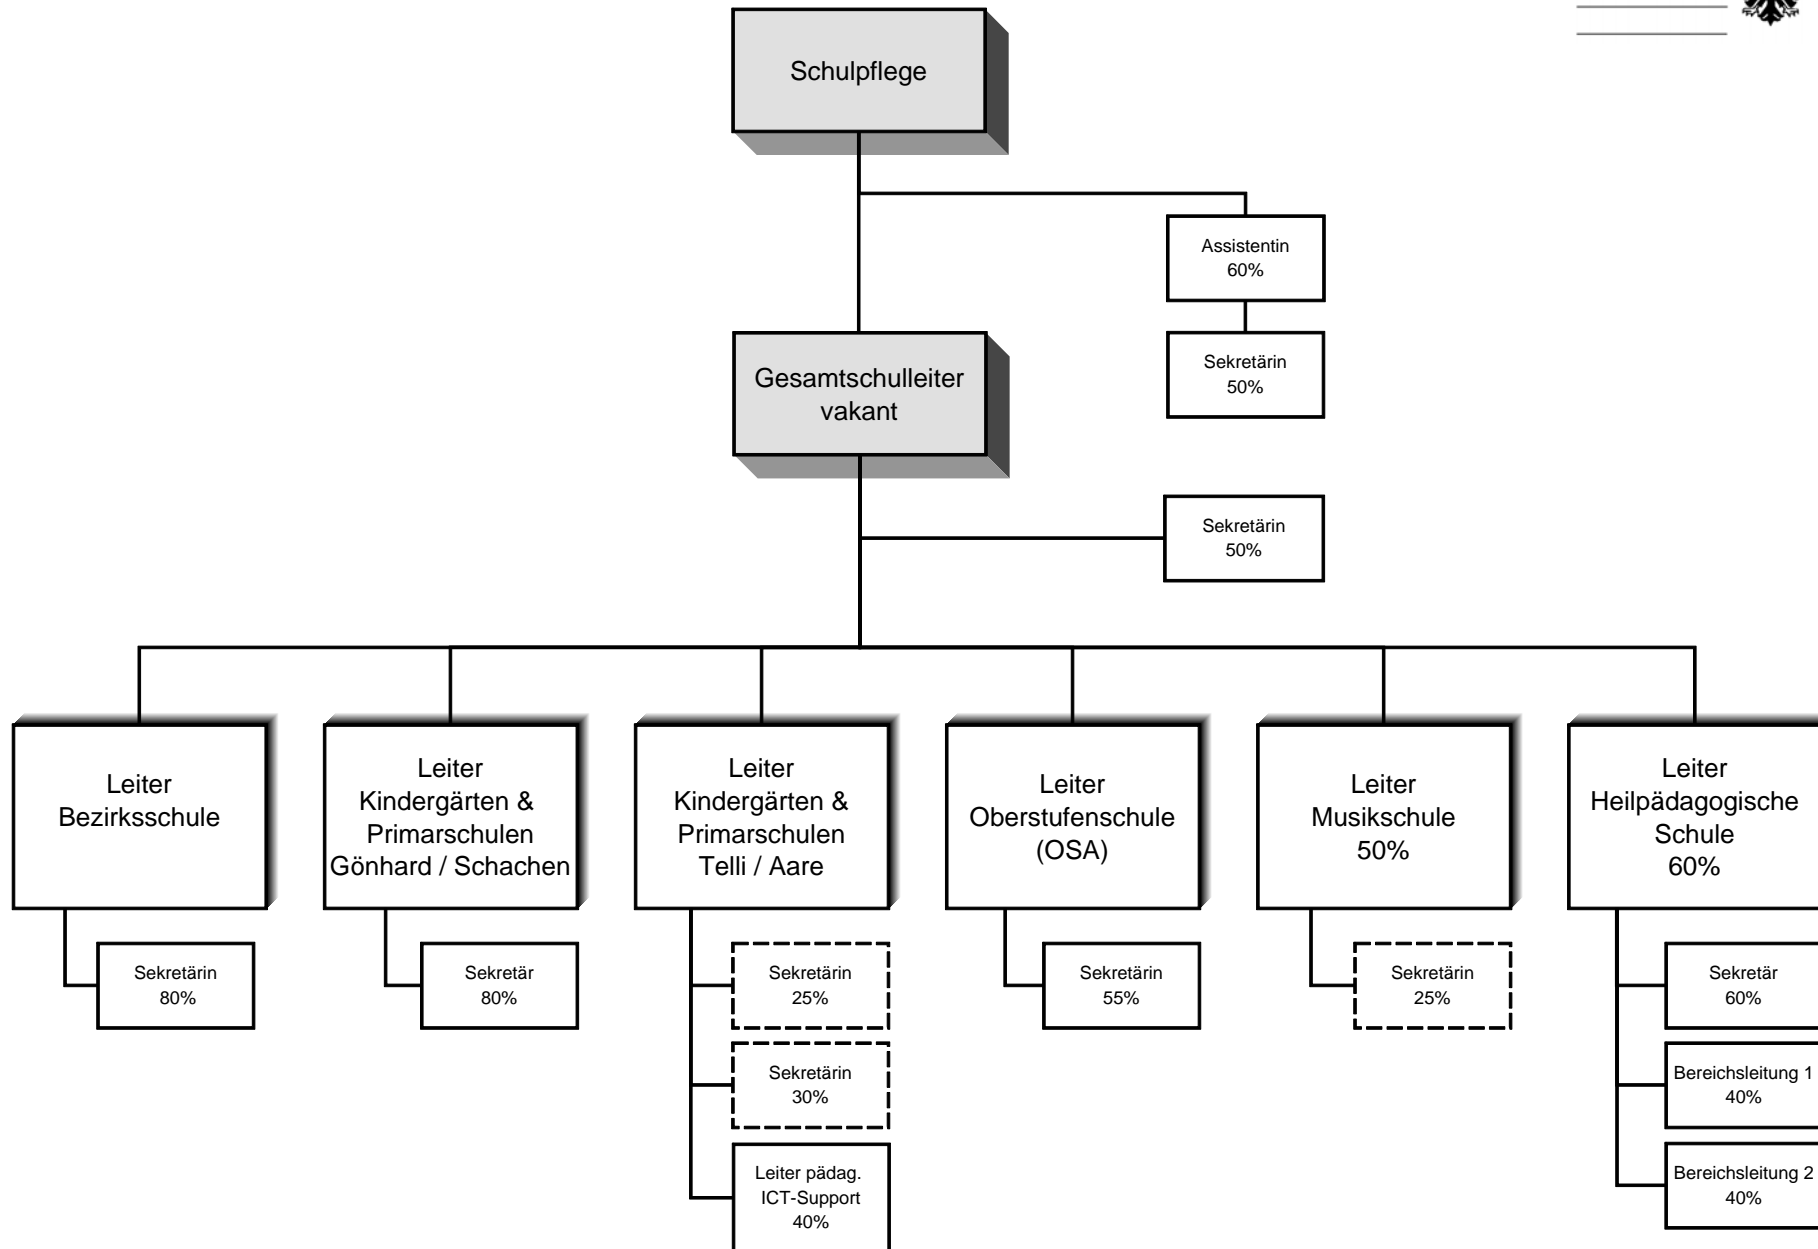 Schulpflege
Assistentin
60%
Sekretärin
50%
Gesamtschulleiter
vakant
Sekretärin
50%
Leiter
Bezirksschule
Leiter
Kindergärten &
Primarschulen
Gönhard / Schachen
Leiter
Kindergärten &
Primarschulen
Telli / Aare
Leiter
Oberstufenschule
(OSA)
Leiter
Musikschule
50%
Leiter
Heilpädagogische
Schule
60%
Sekretärin
80%
Sekretär
80%
Sekretärin
25%
Sekretärin
55%
Sekretärin
25%
Sekretär
60%
Sekretärin
30%
Bereichsleitung 1
40%
Leiter pädag.
ICT-Support
40%
Bereichsleitung 2
40%